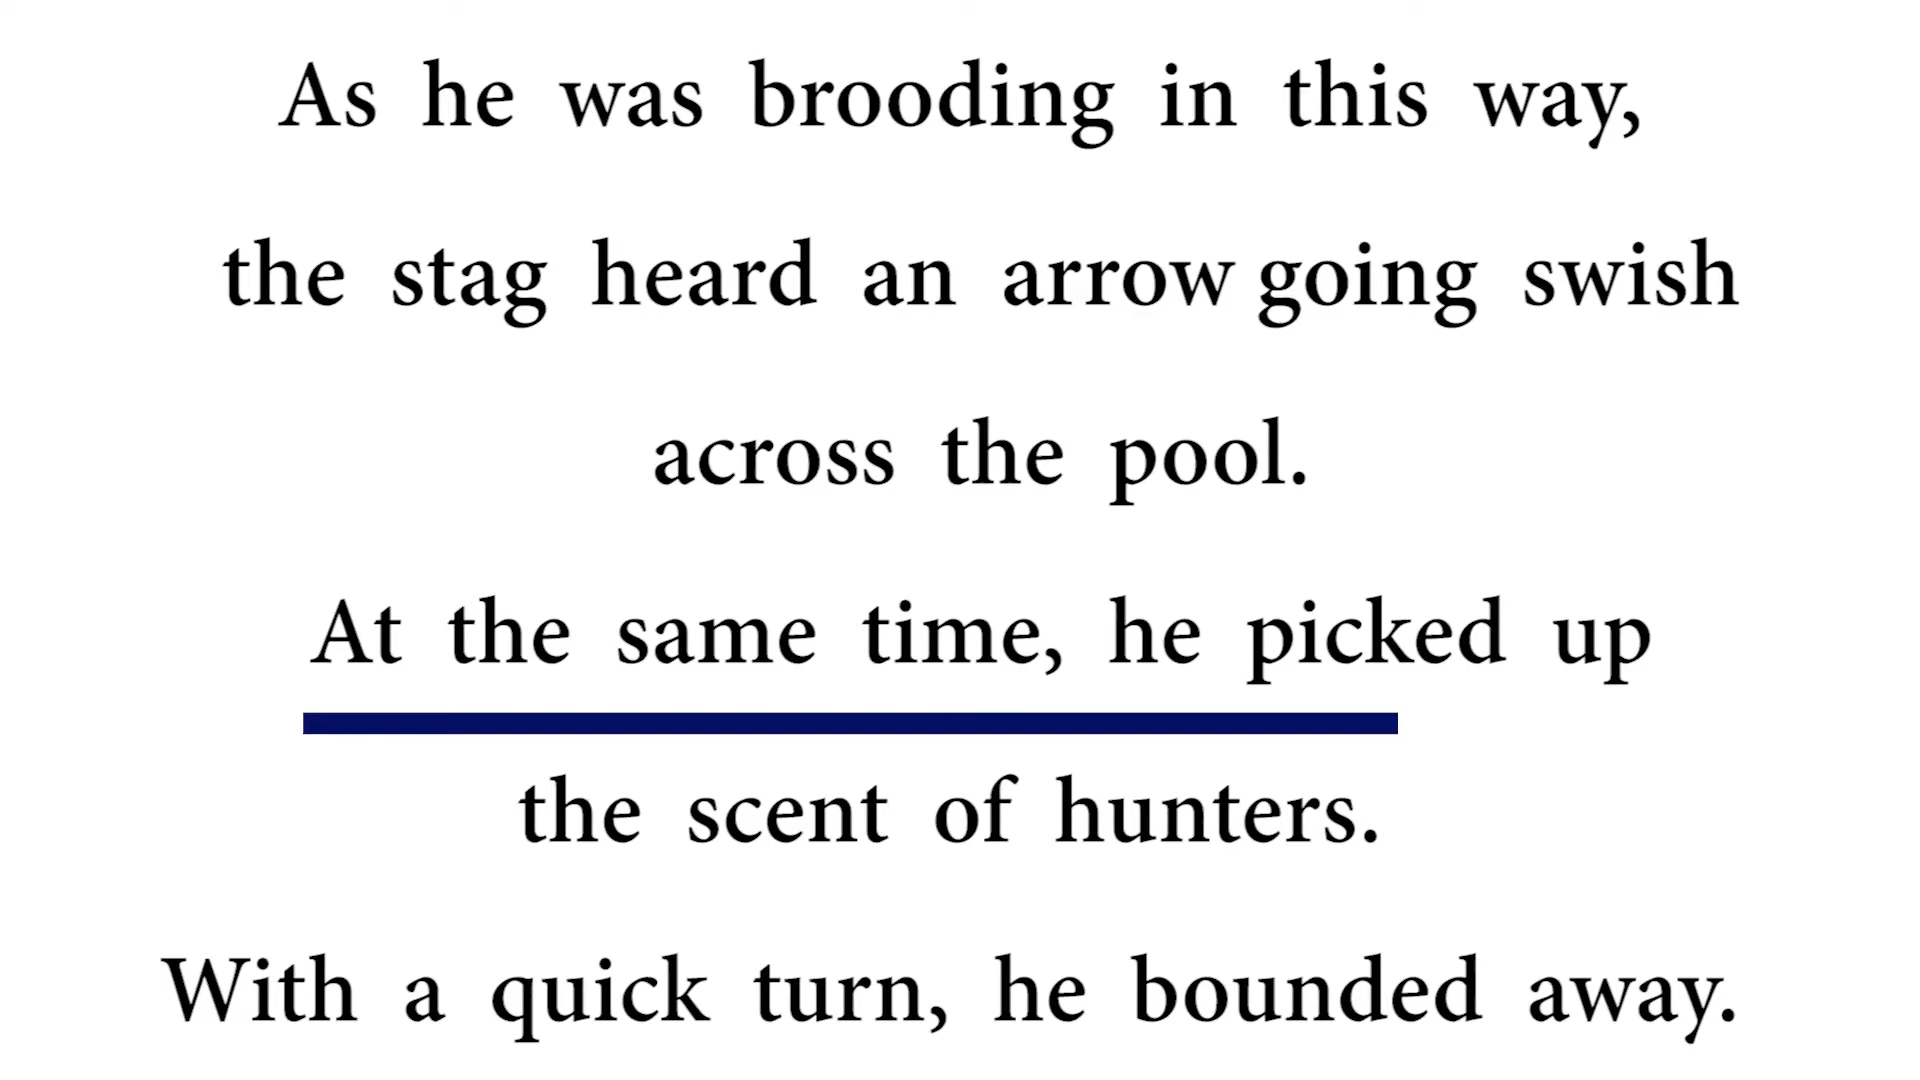 As he was brooding in this way,
the stag heard an arrow going swish
across the pool.
At the same time, he picked up
the scent of hunters.
With a quick turn, he bounded away.